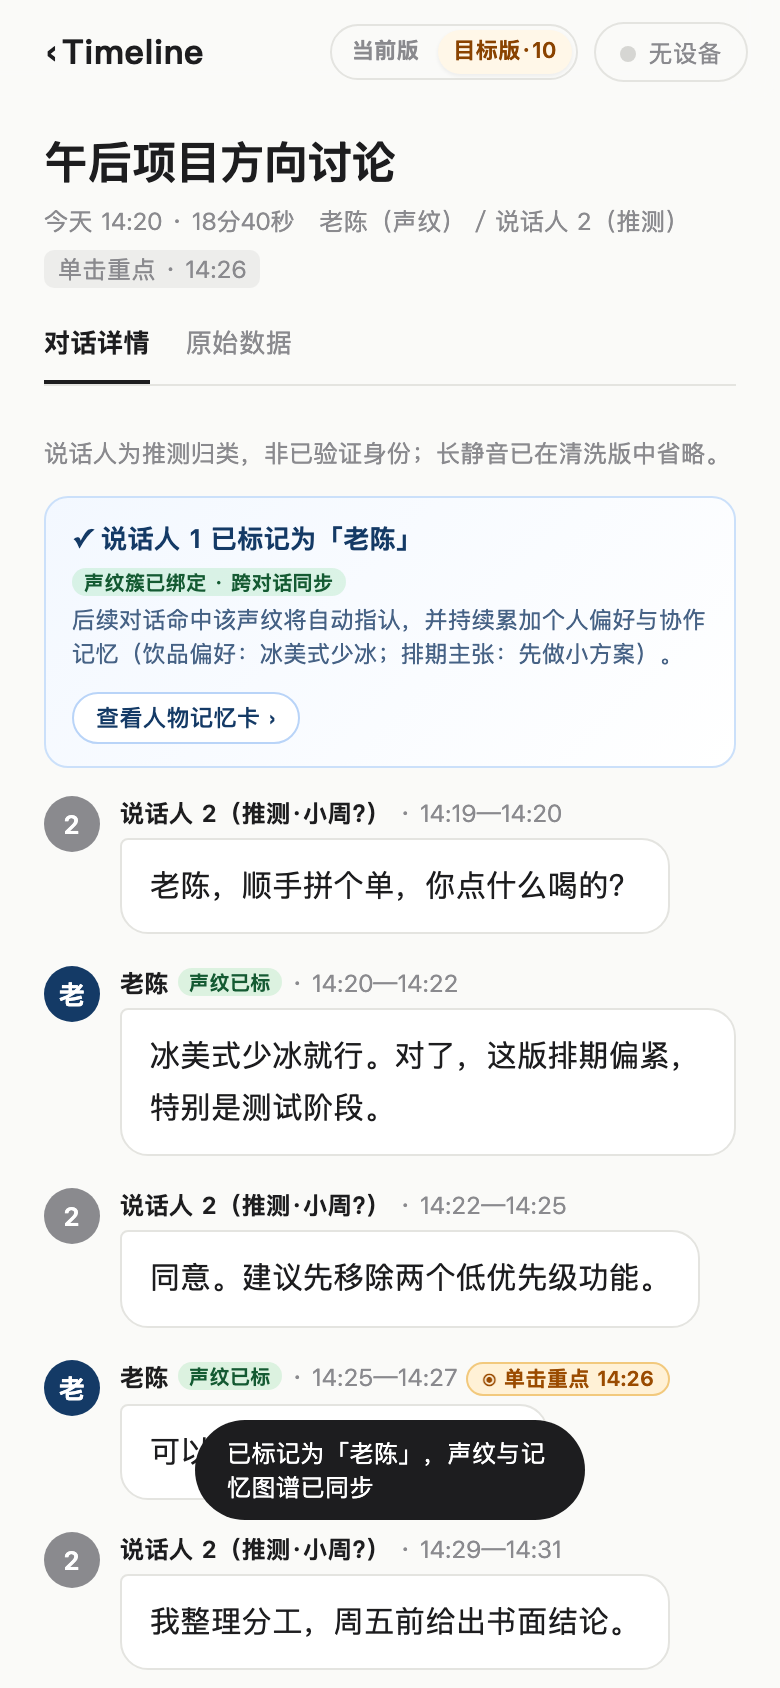 ‹ Timeline
当前版 目标版·10 无设备
午后项目方向讨论
今天 14:20 · 18分40秒 老陈（声纹） / 说话人 2（推测）
单击重点 · 14:26
对话详情 原始数据
说话人为推测归类，非已验证身份；长静音已在清洗版中省略。
✓ 说话人 1 已标记为「老陈」
声纹簇已绑定 · 跨对话同步
后续对话命中该声纹将自动指认，并持续累加个人偏好与协作
记忆（饮品偏好：冰美式少冰；排期主张：先做小方案）。
查看人物记忆卡 ›
2 说话人 2（推测·小周?） · 14:19—14:20
老陈，顺手拼个单，你点什么喝的?
老 老陈 声纹已标 · 14:20—14:22
冰美式少冰就行。对了，这版排期偏紧，
特别是测试阶段。
2 说话人 2（推测·小周?） · 14:22—14:25
同意。建议先移除两个低优先级功能。
老 老陈 声纹已标 · 14:25—14:27 ◉ 单击重点 14:26
可以
已标记为「老陈」，声纹与记
忆图谱已同步
2 说话人 2（推测·小周?） · 14:29—14:31
我整理分工，周五前给出书面结论。